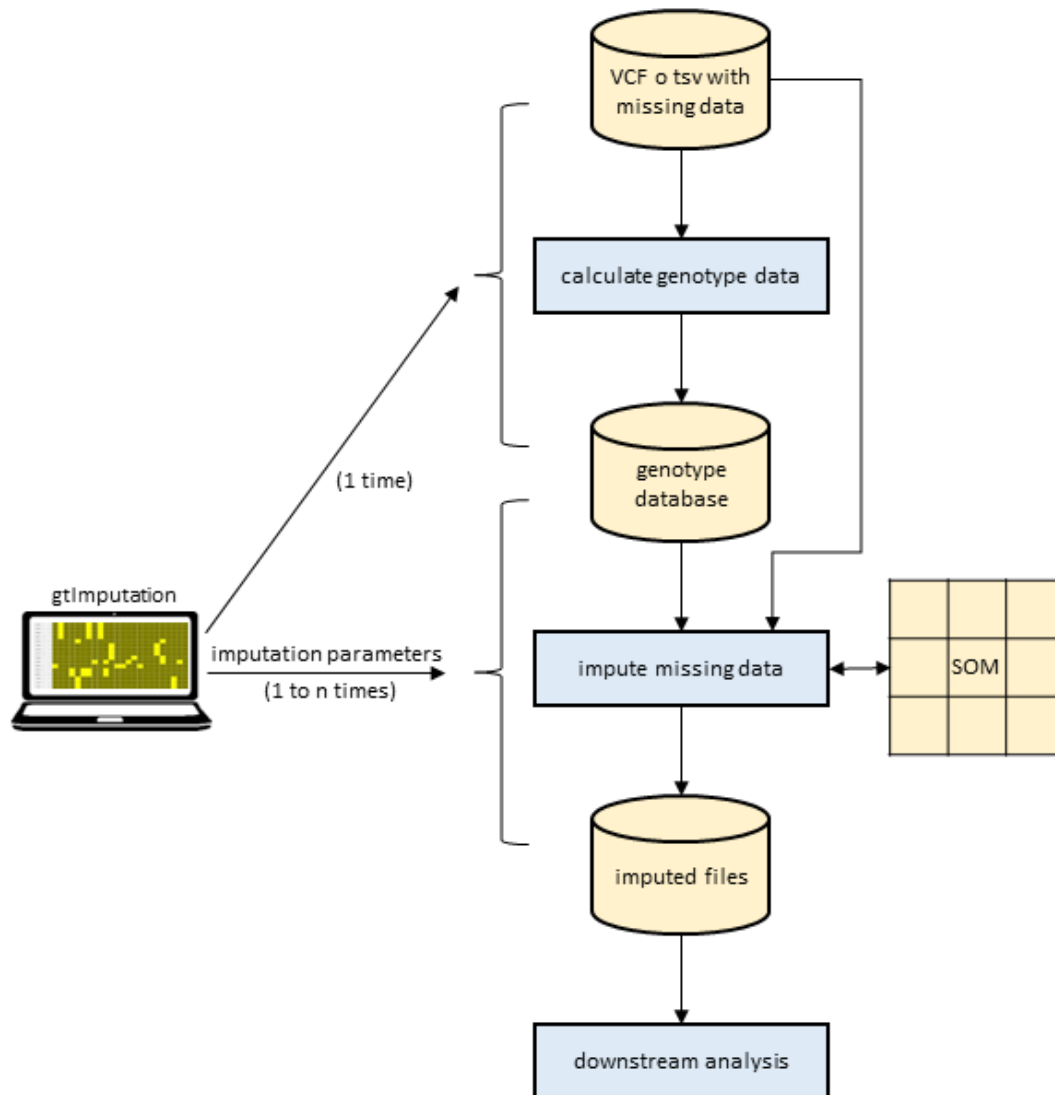 VCF o tsv with
missing data
calculate genotype data
(1 time)
genotype
database
gtImputation
imputation parameters
(1 to n times)
impute missing data
SOM
imputed files
downstream analysis